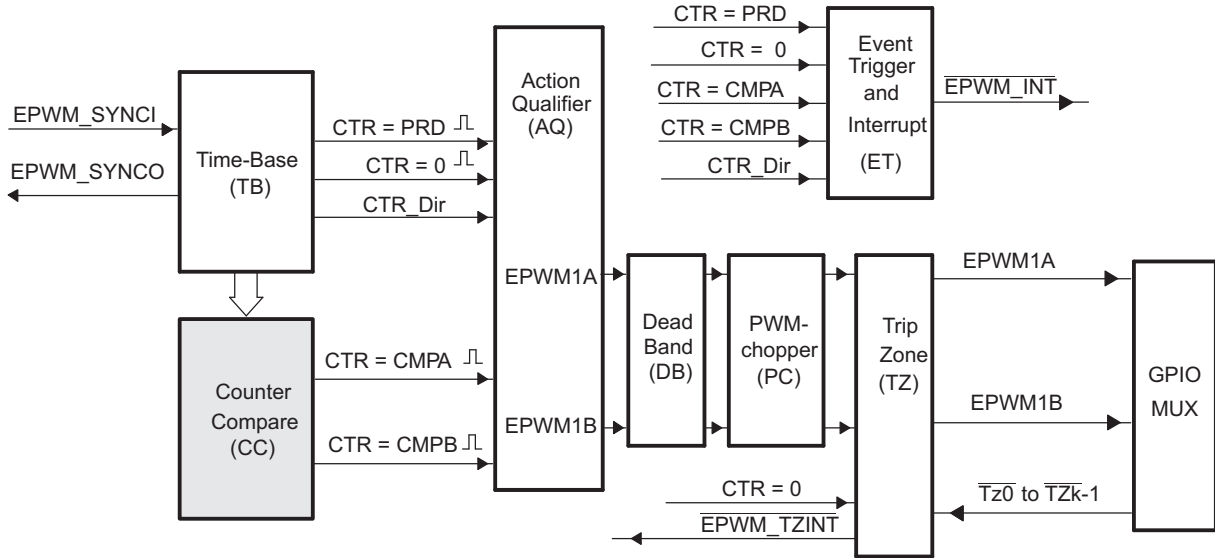 EPWM_SYNCI
EPWM_SYNCO
Time-Base
(TB)
CTR = PRD
CTR = 0
CTR_Dir
Counter
Compare
(CC)
CTR = CMPA
CTR = CMPB
Action
Qualifier
(AQ)
EPWM1A
EPWM1B
CTR = PRD
CTR = 0
CTR = CMPA
CTR = CMPB
CTR_Dir
Event
Trigger
and
Interrupt
(ET)
EPWM_INT
Dead
Band
(DB)
PWM-
chopper
(PC)
Trip
Zone
(TZ)
CTR = 0
EPWM_TZINT
EPWM1A
EPWM1B
Tz0 to TZk-1
GPIO
MUX